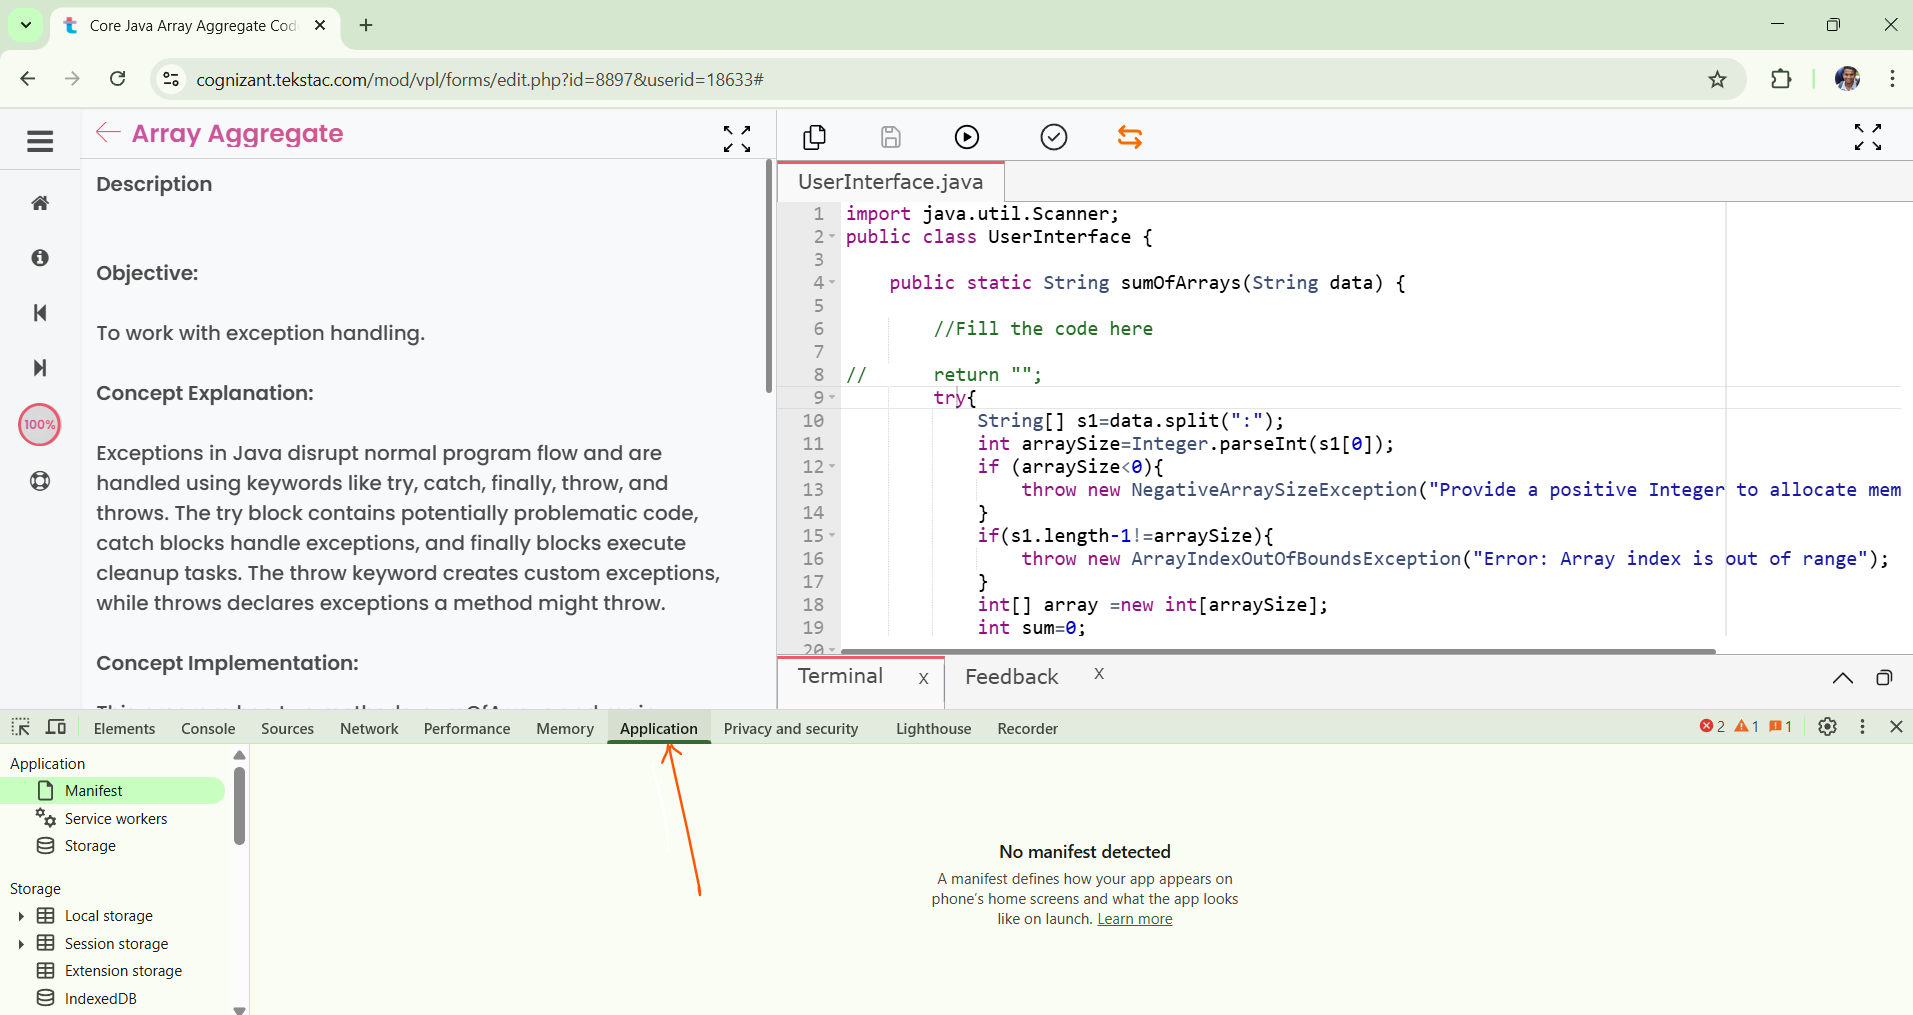 Core Java Array Aggregate Cod
cognizant.tekstac.com/mod/vpl/forms/edit.php?id=8897&userid=18633#
Array Aggregate
Description
Objective:
To work with exception handling.
Concept Explanation:
100%
Exceptions in Java disrupt normal program flow and are
handled using keywords like try, catch, finally, throw, and
throws. The try block contains potentially problematic code,
catch blocks handle exceptions, and finally blocks execute
cleanup tasks. The throw keyword creates custom exceptions,
while throws declares exceptions a method might throw.
Concept Implementation:
UserInterface.java
1 import java.util.Scanner;
2 public class UserInterface {
3
4 public static String sumOfArrays(String data) {
5
6 //Fill the code here
7
8 // return "";
9 try{
10 String[] s1=data.split(":");
11 int arraySize=Integer.parseInt(s1[0]);
12 if (arraySize<0){
13 throw new NegativeArraySizeException("Provide a positive Integer to allocate mem
14 }
15 if(s1.length-1!=arraySize){
16 throw new ArrayIndexOutOfBoundsException("Error: Array index is out of range");
17 }
18 int[] array =new int[arraySize];
19 int sum=0;
20
Terminal x Feedback x
Elements Console Sources Network Performance Memory Application Privacy and security Lighthouse Recorder 2 1 1
Application
Manifest
Service workers
Storage
Storage
Local storage
Session storage
Extension storage
IndexedDB
No manifest detected
A manifest defines how your app appears on
phone's home screens and what the app looks
like on launch. Learn more